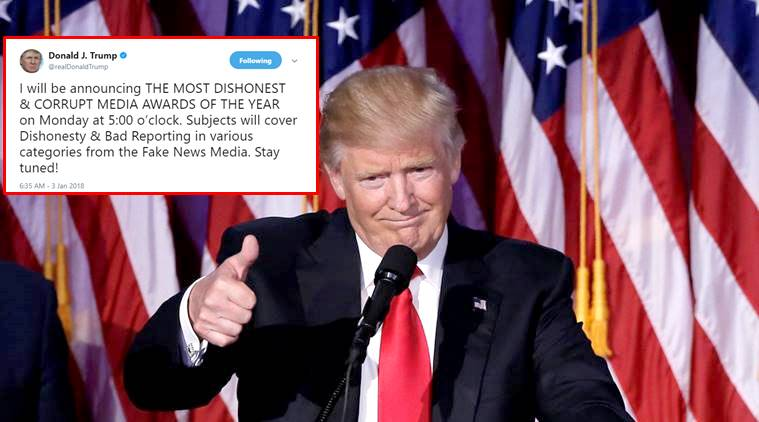 Donald J. Trump
@realDonaldTrump
Following
I will be announcing THE MOST DISHONEST
& CORRUPT MEDIA AWARDS OF THE YEAR
on Monday at 5:00 o’clock. Subjects will cover
Dishonesty & Bad Reporting in various
categories from the Fake News Media. Stay
tuned!
6:35 AM - 3 Jan 2018